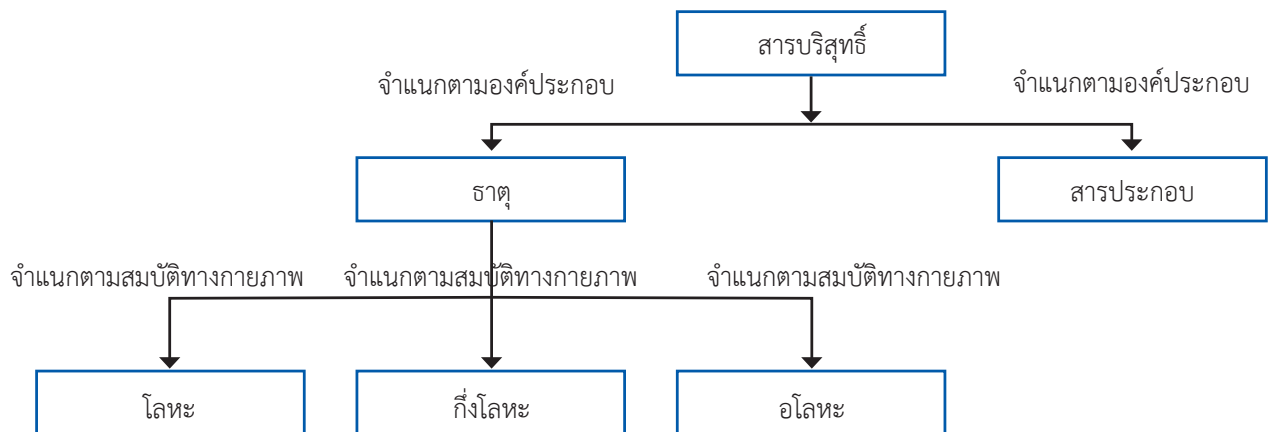 สารบริสุทธิ์
จำแนกตามองค์ประกอบ
จำแนกตามองค์ประกอบ
ธาตุ
สารประกอบ
จำแนกตามสมบัติทางกายภาพ
จำแนกตามสมบัติทางกายภาพ
จำแนกตามสมบัติทางกายภาพ
โลหะ
กึ่งโลหะ
อโลหะ